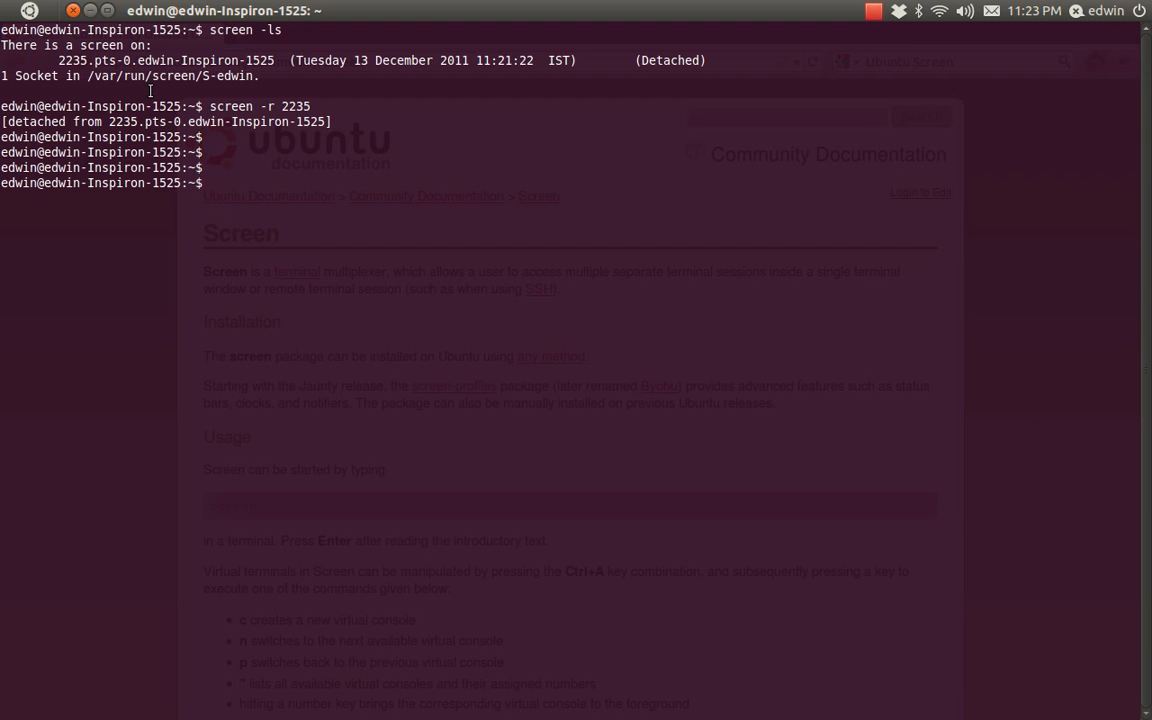 edwin@edwin-Inspiron-1525: ~
11:23 PM
edwin
edwin@edwin-Inspiron-1525:~$ screen -ls
There is a screen on:
2235.pts-0.edwin-Inspiron-1525 (Tuesday 13 December 2011 11:21:22 IST) (Detached)
1 Socket in /var/run/screen/S-edwin.
edwin@edwin-Inspiron-1525:~$ screen -r 2235
[detached from 2235.pts-0.edwin-Inspiron-1525]
edwin@edwin-Inspiron-1525:~$
edwin@edwin-Inspiron-1525:~$
edwin@edwin-Inspiron-1525:~$
edwin@edwin-Inspiron-1525:~$
Ubuntu Screen
ubuntu
documentation
Community Documentation
Login to Edit
Ubuntu Documentation > Community Documentation > Screen
Screen
Screen is a terminal multiplexer, which allows a user to access multiple separate terminal sessions inside a single terminal
window or remote terminal session (such as when using SSH).
Installation
The screen package can be installed on Ubuntu using any method.
Starting with the Jaunty release, the screen-profiles package (later renamed Byobu) provides advanced features such as status
bars, clocks, and notifiers. The package can also be manually installed on previous Ubuntu releases.
Usage
Screen can be started by typing
in a terminal. Press Enter after reading the introductory text.
Virtual terminals in Screen can be manipulated by pressing the Ctrl+A key combination, and subsequently pressing a key to
execute one of the commands given below:
• c creates a new virtual console
• n switches to the next available virtual console
• p switches back to the previous virtual console
• " lists all available virtual consoles and their assigned numbers
• hitting a number key brings the corresponding virtual console to the foreground